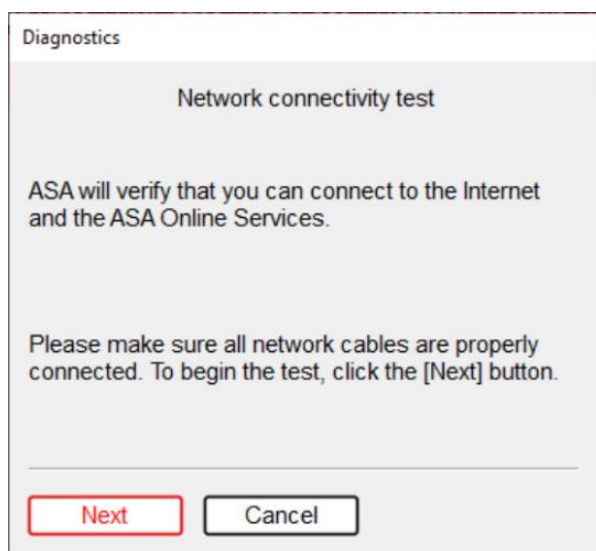 Diagnostics
Network connectivity test
ASA will verify that you can connect to the Internet
and the ASA Online Services.
Please make sure all network cables are properly
connected. To begin the test, click the [Next] button.
Next
Cancel